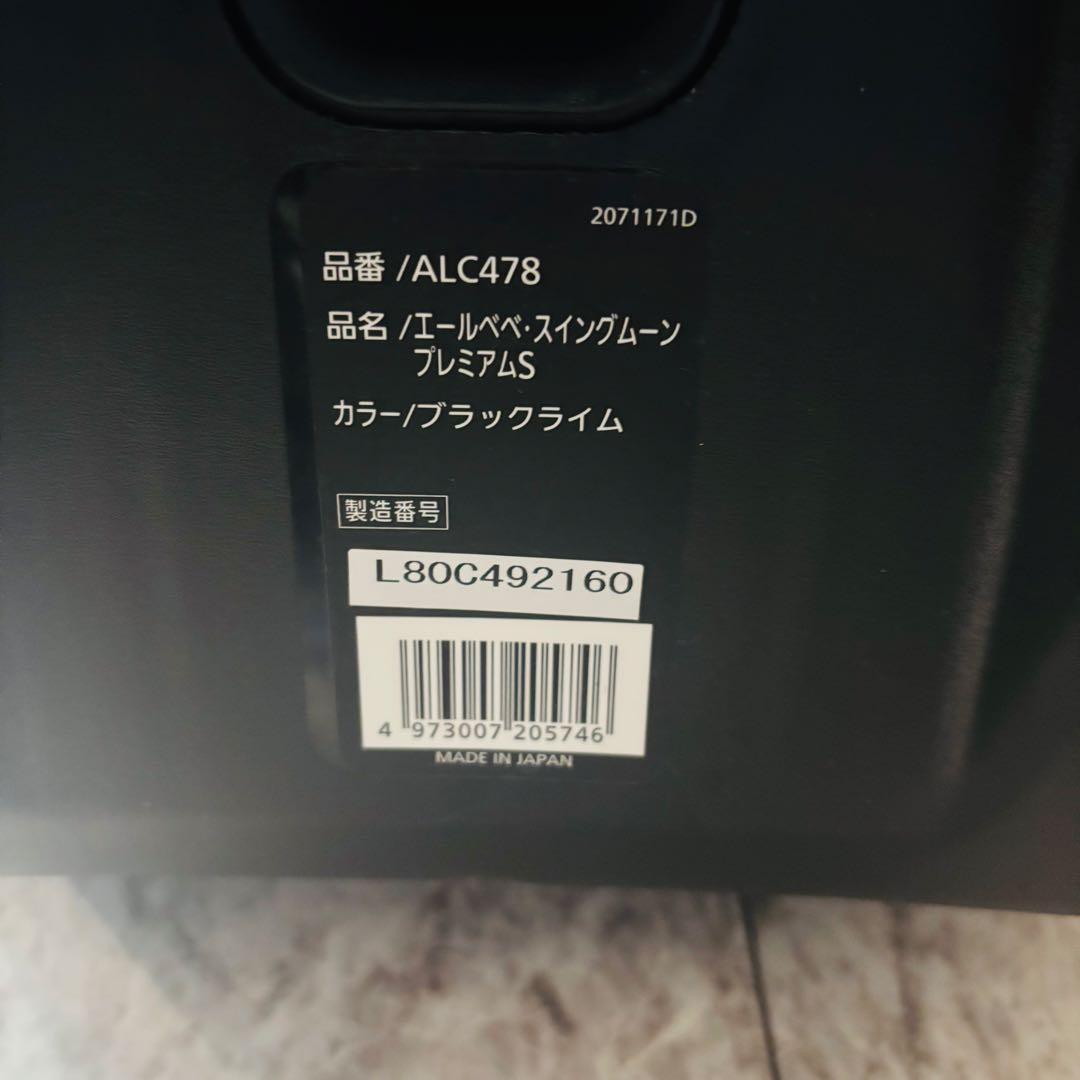 2071171D
品番 /ALC478
品名 /エールベベ・スイングムーン
プレミアムS
カラー/ブラックライム
製造番号
L80C492160
4 973007 205746
MADE IN JAPAN